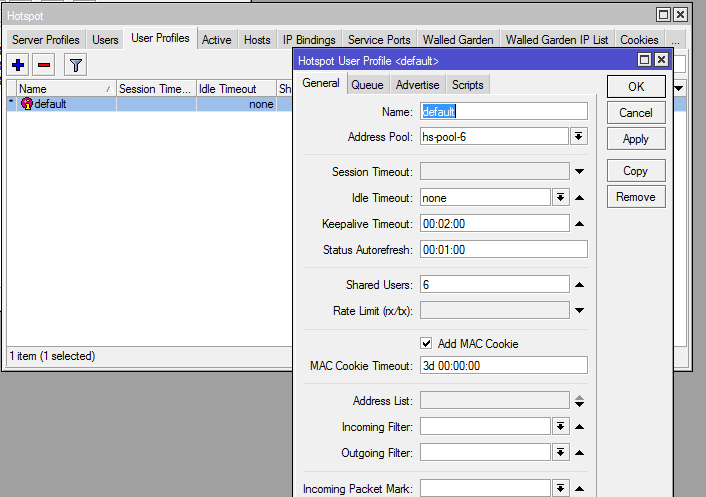 Hotspot
Server Profiles Users User Profiles Active Hosts IP Bindings Service Ports Walled Garden Walled Garden IP List Cookies ...
Name Session Time... Idle Timeout Sh
* default none
1 item (1 selected)
Hotspot User Profile <default>
General Queue Advertise Scripts
Name: default
Address Pool: hs-pool-6
Session Timeout:
Idle Timeout: none
Keepalive Timeout: 00:02:00
Status Autorefresh: 00:01:00
Shared Users: 6
Rate Limit (rx/tx):
Add MAC Cookie
MAC Cookie Timeout: 3d 00:00:00
Address List:
Incoming Filter:
Outgoing Filter:
Incoming Packet Mark:
OK
Cancel
Apply
Copy
Remove